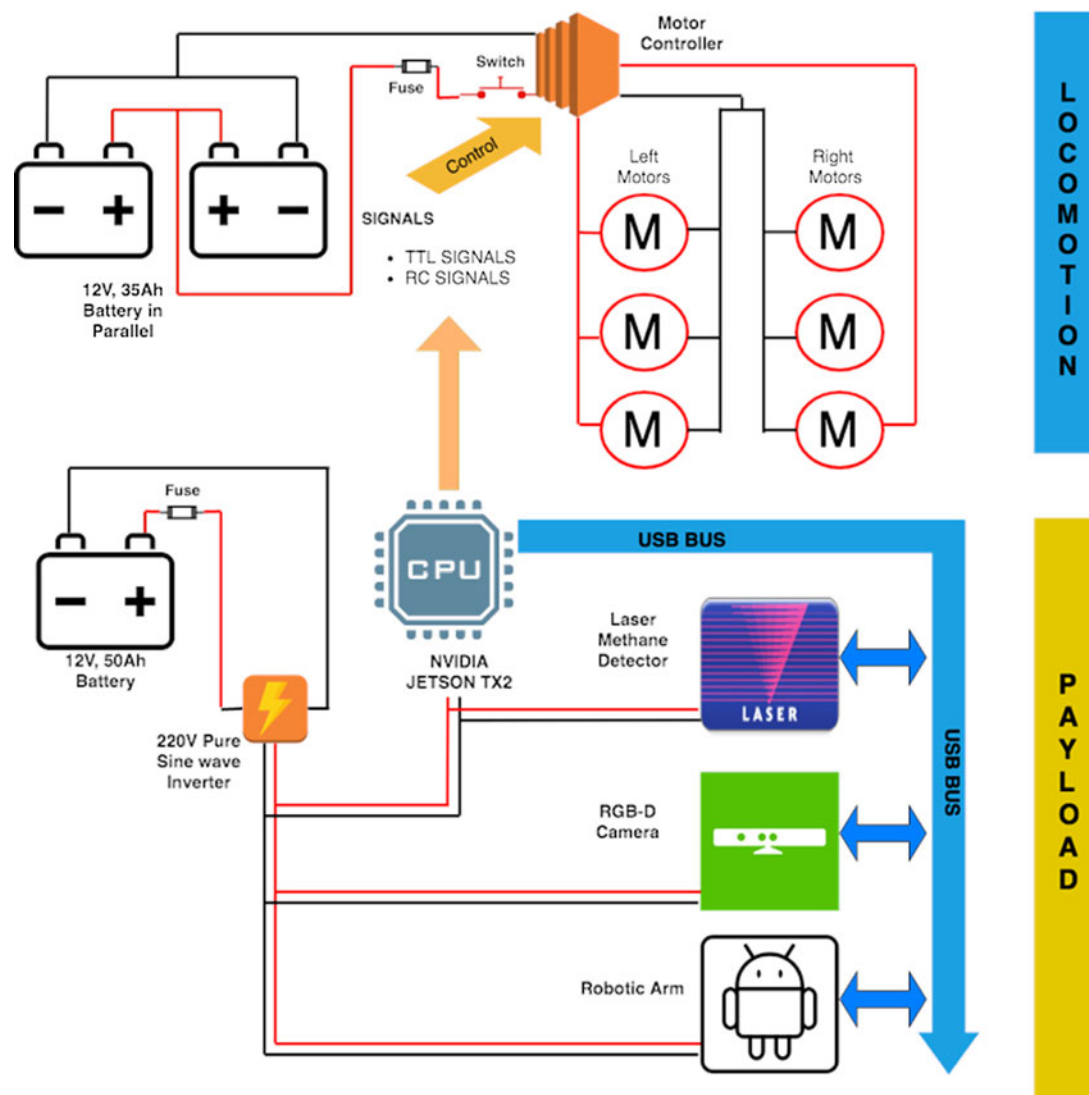 Motor
Controller
Switch
Fuse
Control
Left
Motors
Right
Motors
− +
+ −
M
M
M
M
M
M
SIGNALS
• TTL SIGNALS
• RC SIGNALS
12V, 35Ah
Battery in
Parallel
LOCOMOTION
Fuse
− +
12V, 50Ah
Battery
CPU
NVIDIA
JETSON TX2
USB BUS
Laser
Methane
Detector
LASER
220V Pure
Sine wave
Inverter
RGB-D
Camera
USB BUS
Robotic Arm
PAYLOAD